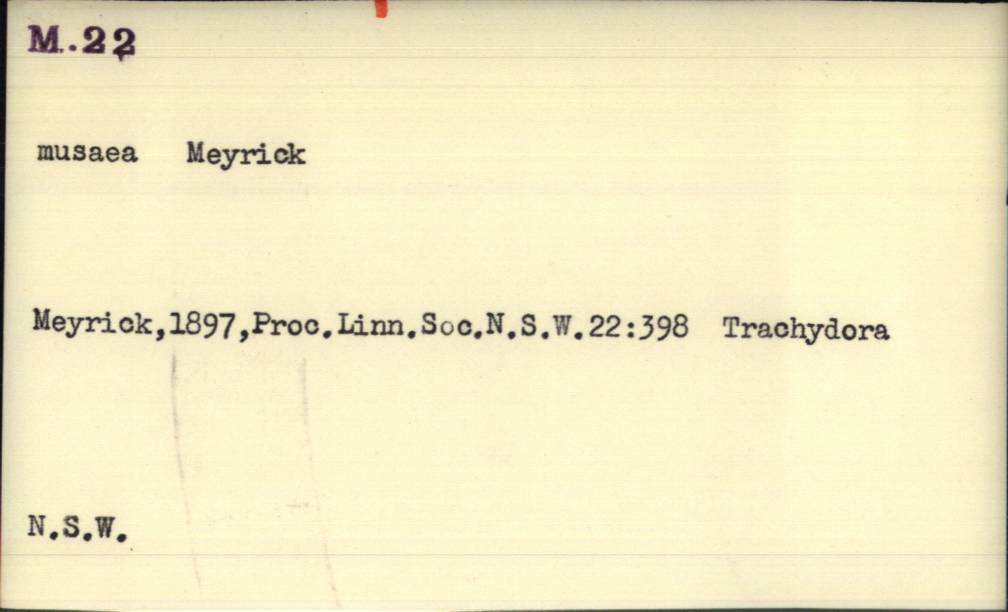 M.22
musaea Meyrick
Meyrick,1897,Proc.Linn.Soc.N.S.W.22:398 Trachydora
N.S.W.